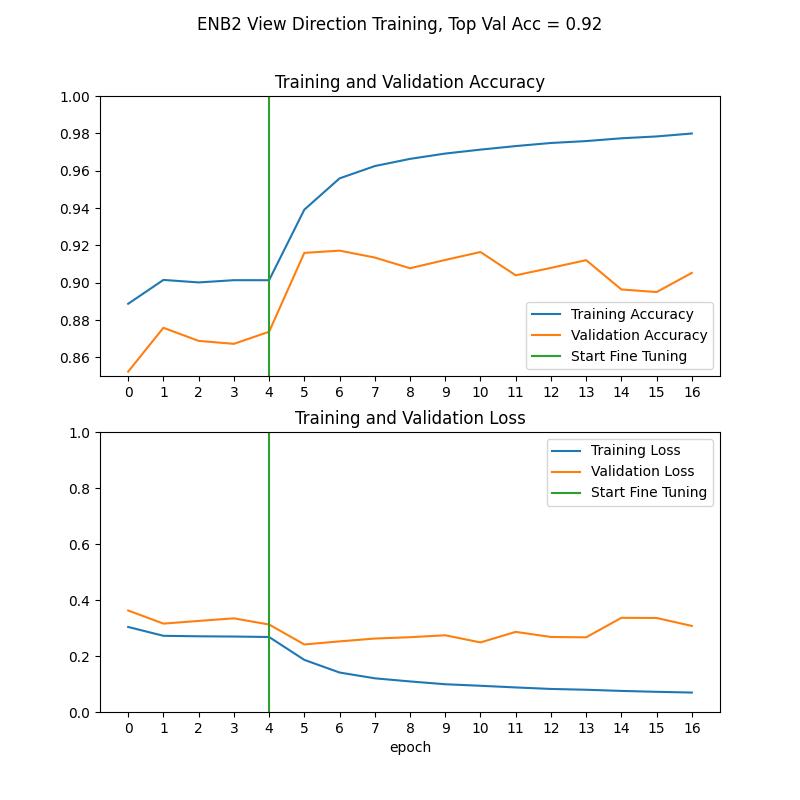 ENB2 View Direction Training, Top Val Acc = 0.92
Training and Validation Accuracy
1.00
0.98
0.96
0.94
0.92
0.90
0.88
0.86
Training Accuracy
Validation Accuracy
Start Fine Tuning
0 1 2 3 4 5 6 7 8 9 10 11 12 13 14 15 16
Training and Validation Loss
1.0
0.8
0.6
0.4
0.2
0.0
Training Loss
Validation Loss
Start Fine Tuning
0 1 2 3 4 5 6 7 8 9 10 11 12 13 14 15 16
epoch